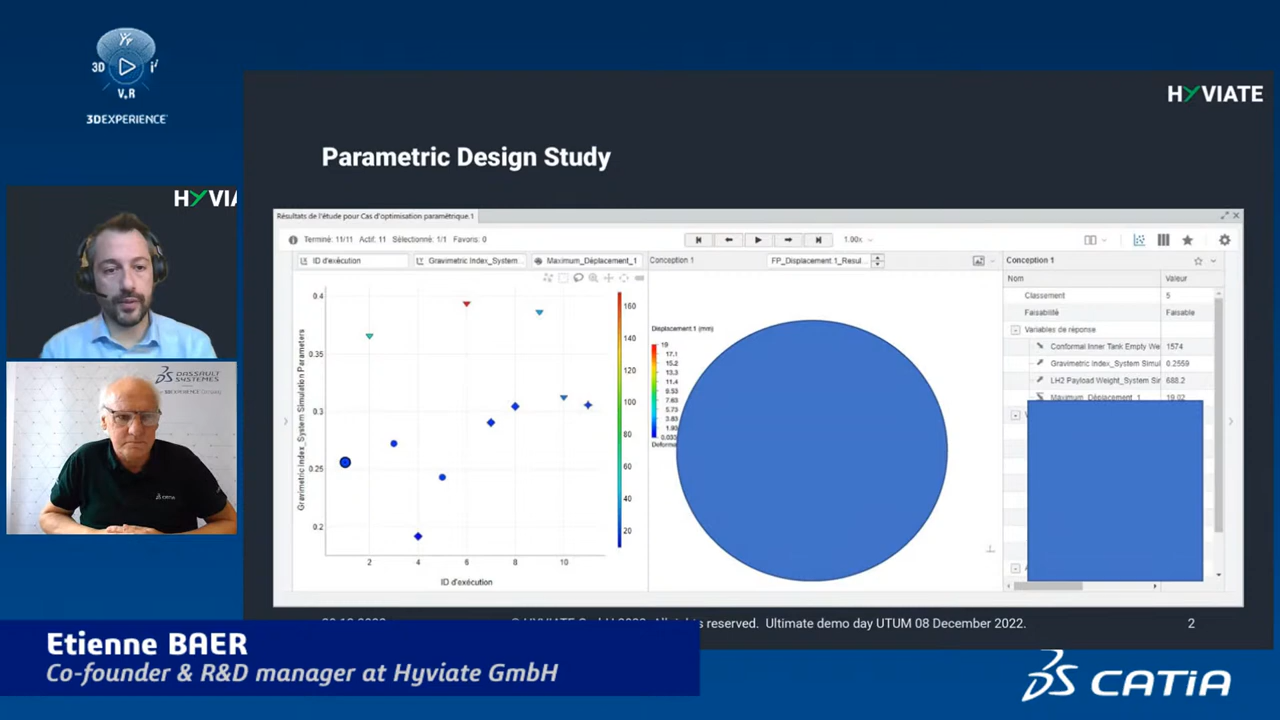 3D
i²
V.R
3DEXPERIENCE
HYVIATE
Parametric Design Study
HYVIA
DASSAULT
SYSTEMES
CATIA
Résultats de l'étude pour Cas d'optimisation paramétrique.1
Terminé: 11/11 Actif: 11 Sélectionné: 1/1 Favoris: 0
1.00x
ID d'exécution
Gravimetric Index_System...
Maximum_Déplacement_1
Conception 1
FP_Displacement.1_Resul...
Conception 1
Gravimetric Index_System Simulation Parameters
0.4
0.35
0.3
0.25
0.2
2 4 6 8 10
ID d'exécution
160
140
120
100
80
60
40
20
Displacement.1 (mm)
19
17.1
15.2
13.3
11.4
9.53
7.63
5.73
3.83
1.93
0.033
Deforma
Nom Valeur
Classement 5
Faisabilité Faisable
Variables de réponse
Conformal Inner Tank Empty We 1574
Gravimetric Index_System Simul 0.2559
LH2 Payload Weight_System Sir 688.2
Maximum_Déplacement_1 19.02
reserved. Ultimate demo day UTUM 08 December 2022.
2
Etienne BAER
Co-founder & R&D manager at Hyviate GmbH
CATIA